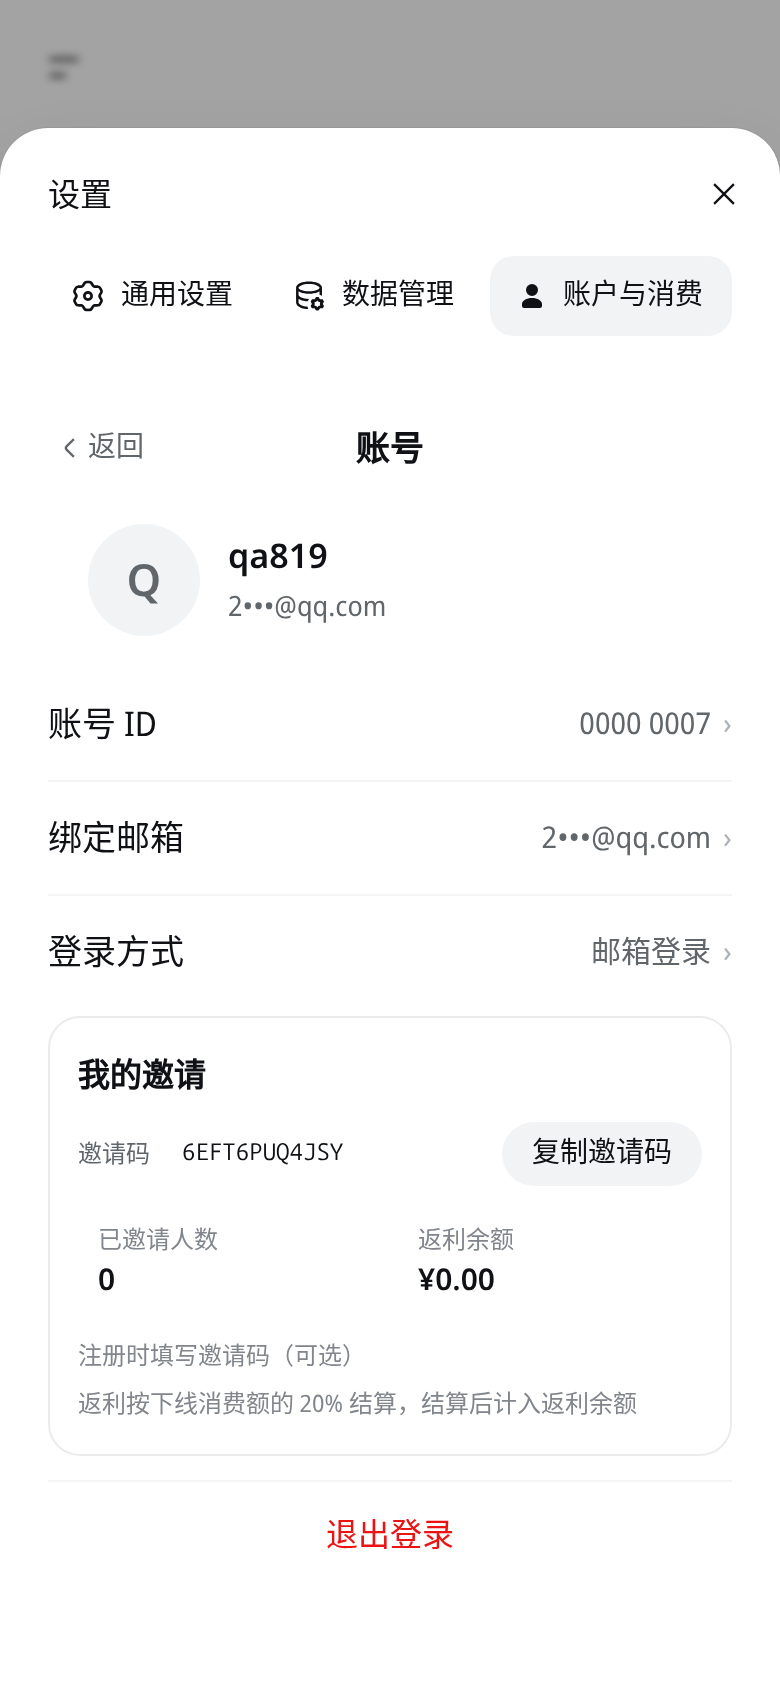 设置
通用设置 数据管理 账户与消费
返回 账号
Q
qa819
2•••@qq.com
账号 ID 0000 0007 ›
绑定邮箱 2•••@qq.com ›
登录方式 邮箱登录 ›
我的邀请
邀请码 6EFT6PUQ4JSY 复制邀请码
已邀请人数 返利余额
0 ¥0.00
注册时填写邀请码（可选）
返利按下线消费额的 20% 结算，结算后计入返利余额
退出登录